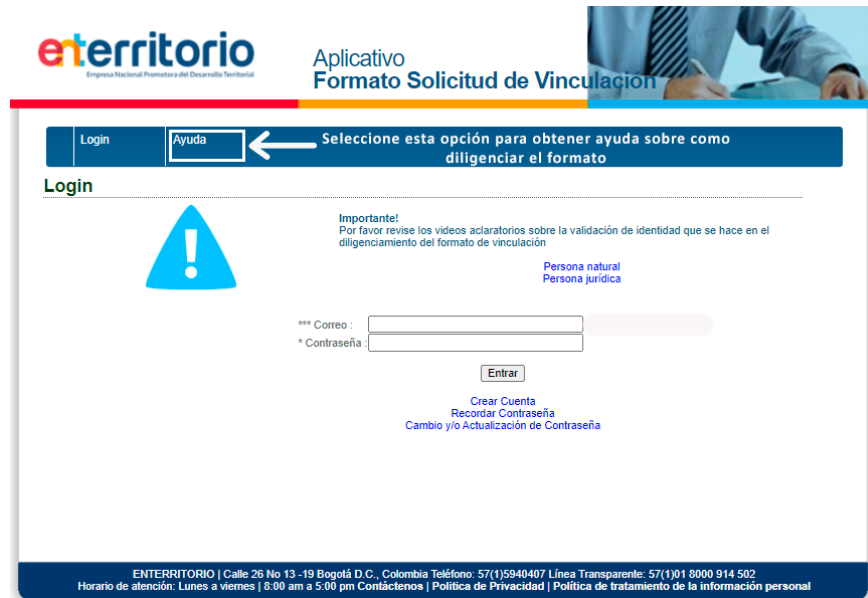 enterritorio
Empresa Nacional Promotora del Desarrollo Territorial
Aplicativo
Formato Solicitud de Vinculación
Login
Ayuda
Seleccione esta opción para obtener ayuda sobre como
diligenciar el formato
Login
Importante!
Por favor revise los videos aclaratorios sobre la validación de identidad que se hace en el
diligenciamiento del formato de vinculación
Persona natural
Persona jurídica
*** Correo :
* Contraseña :
Entrar
Crear Cuenta
Recordar Contraseña
Cambio y/o Actualización de Contraseña
ENTERRITORIO | Calle 26 No 13 -19 Bogotá D.C., Colombia Teléfono: 57(1)5940407 Línea Transparente: 57(1)01 8000 914 502
Horario de atención: Lunes a viernes | 8:00 am a 5:00 pm Contáctenos | Politica de Privacidad | Política de tratamiento de la información personal